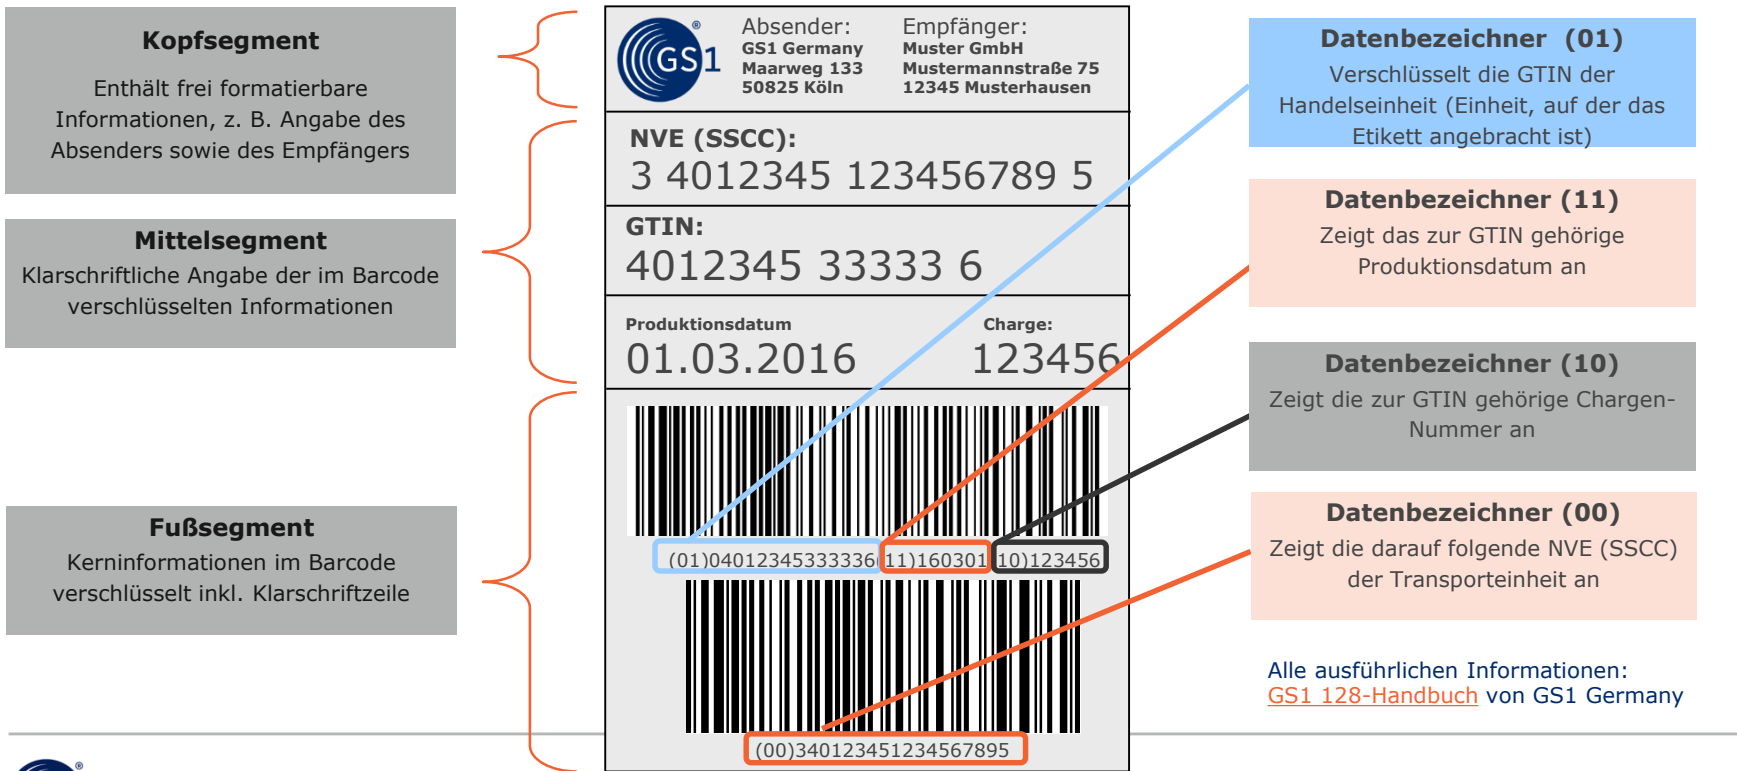 Kopfsegment
Enthält frei formatierbare
Informationen, z. B. Angabe des
Absenders sowie des Empfängers
Mittelsegment
Klarschriftliche Angabe der im Barcode
verschlüsselten Informationen
Fußsegment
Kerninformationen im Barcode
verschlüsselt inkl. Klarschriftzeile
GS1
®
Absender:
GS1 Germany
Maarweg 133
50825 Köln
Empfänger:
Muster GmbH
Mustermannstraße 75
12345 Musterhausen
NVE (SSCC):
3 4012345 123456789 5
GTIN:
4012345 33333 6
Produktionsdatum
01.03.2016
Charge:
123456
(01)04012345333336(11)160301(10)123456
(00)340123451234567895
Datenbezeichner (01)
Verschlüsselt die GTIN der
Handelseinheit (Einheit, auf der das
Etikett angebracht ist)
Datenbezeichner (11)
Zeigt das zur GTIN gehörige
Produktionsdatum an
Datenbezeichner (10)
Zeigt die zur GTIN gehörige Chargen-
Nummer an
Datenbezeichner (00)
Zeigt die darauf folgende NVE (SSCC)
der Transporteinheit an
Alle ausführlichen Informationen:
GS1 128-Handbuch von GS1 Germany
®